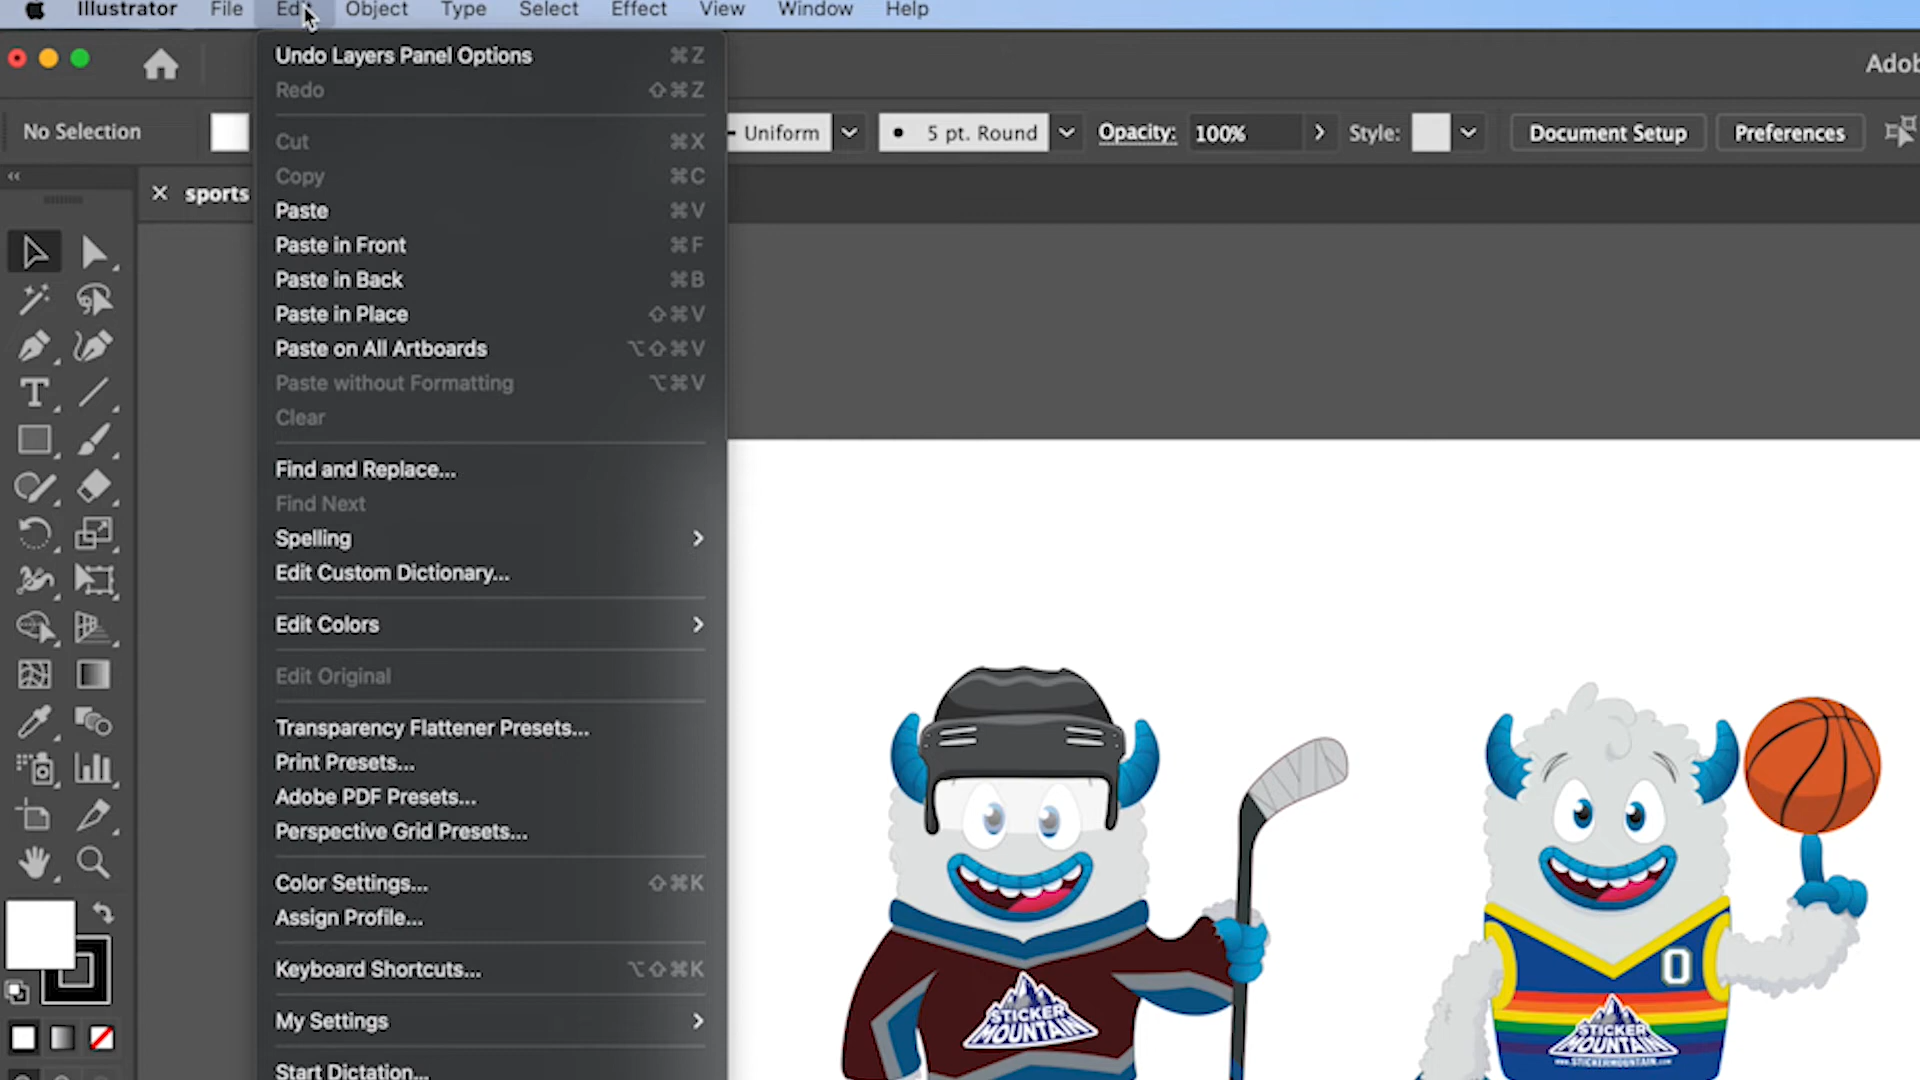 Illustrator File Edit Object Type Select Effect View Window Help
Adob
No Selection
Uniform
5 pt. Round
Opacity: 100%
Style:
Document Setup
Preferences
sports
Undo Layers Panel Options ⌘Z
Redo ⇧⌘Z
Cut ⌘X
Copy ⌘C
Paste ⌘V
Paste in Front ⌘F
Paste in Back ⌘B
Paste in Place ⇧⌘V
Paste on All Artboards ⌥⇧⌘V
Paste without Formatting ⌥⌘V
Clear
Find and Replace...
Find Next
Spelling
Edit Custom Dictionary...
Edit Colors
Edit Original
Transparency Flattener Presets...
Print Presets...
Adobe PDF Presets...
Perspective Grid Presets...
Color Settings... ⇧⌘K
Assign Profile...
Keyboard Shortcuts... ⌥⇧⌘K
My Settings
Start Dictation...
STICKER
MOUNTAIN
0
STICKER
MOUNTAIN
www.STICKERMOUNTAIN.com